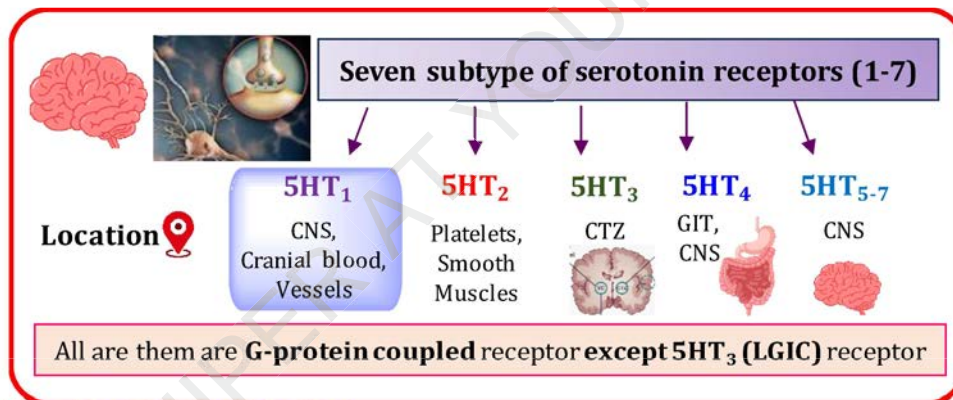 Seven subtype of serotonin receptors (1-7)
5HT₁
5HT₂
5HT₃
5HT₄
5HT₅₋₇
Location
CNS,
Cranial blood,
Vessels
Platelets,
Smooth
Muscles
CTZ
GIT,
CNS
CNS
All are them are G-protein coupled receptor except 5HT₃ (LGIC) receptor